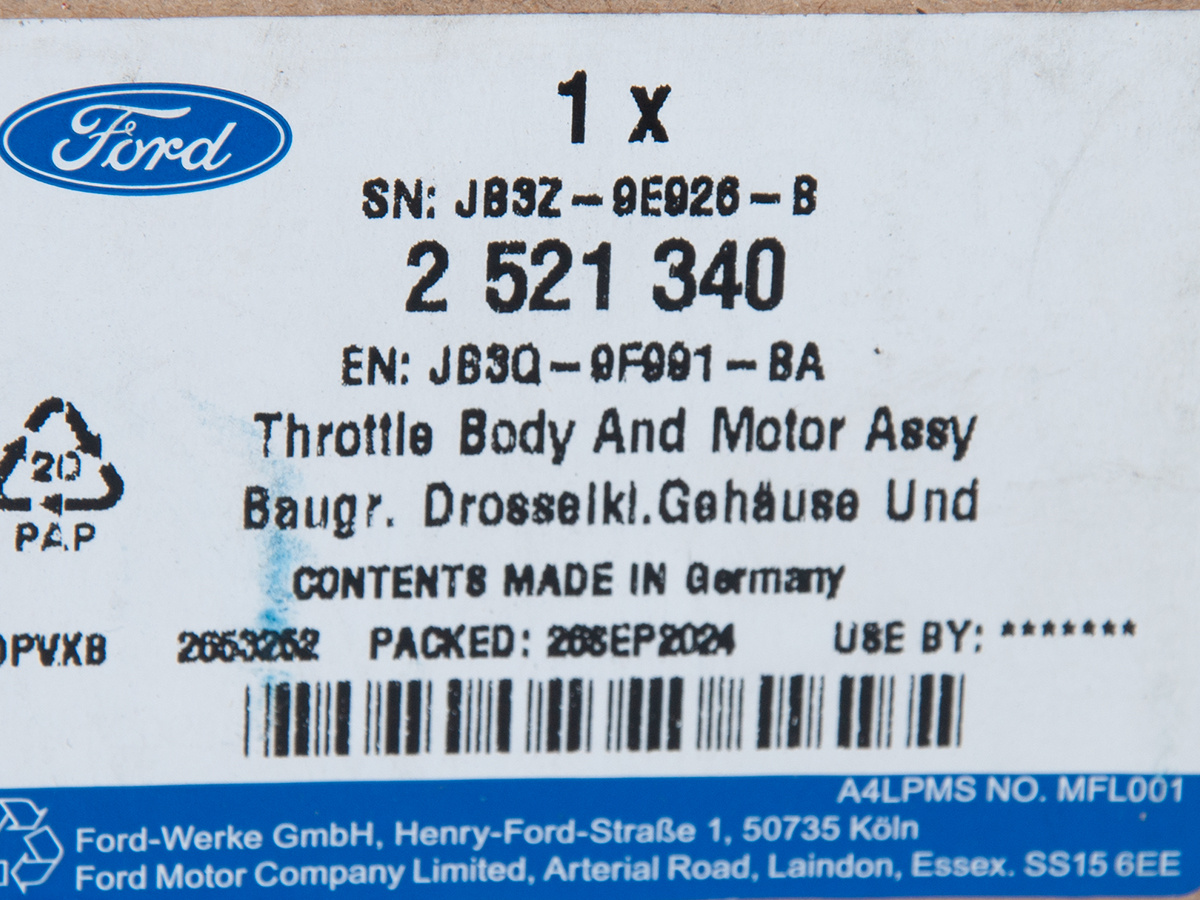 Ford
1 x
SN: JB3Z-9E926-B
2 521 340
EN: JB3Q-9F991-BA
Throttle Body And Motor Assy
Baugr. Drosselkl.Gehäuse Und
20
PAP
CONTENTS MADE IN Germany
2653262 PACKED: 26SEP2024 USE BY: *******
A4LPMS NO. MFL001
Ford-Werke GmbH, Henry-Ford-Straße 1, 50735 Köln
Ford Motor Company Limited, Arterial Road, Laindon, Essex. SS15 6EE